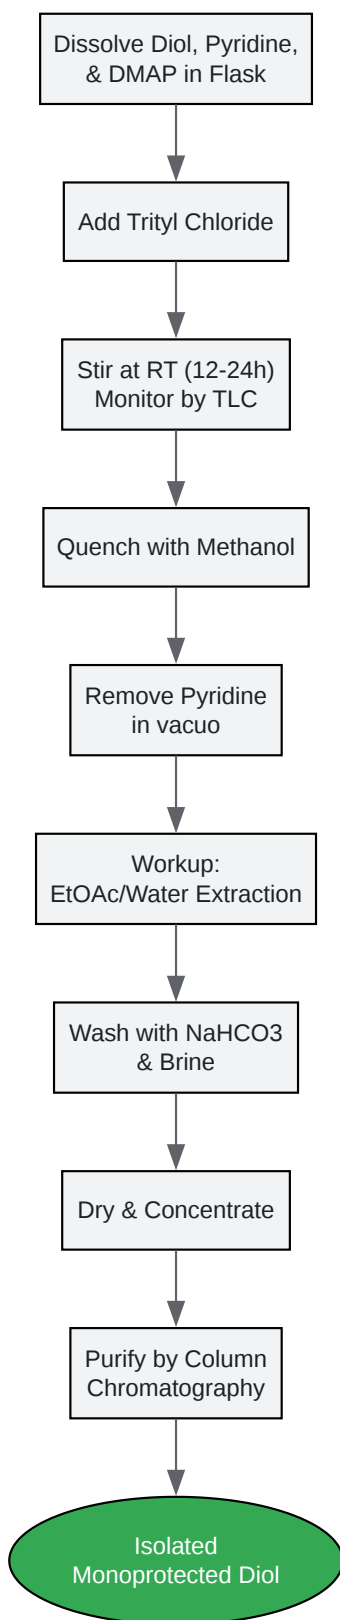 Dissolve Diol, Pyridine,
& DMAP in Flask
Add Trityl Chloride
Stir at RT (12-24h)
Monitor by TLC
Quench with Methanol
Remove Pyridine
in vacuo
Workup:
EtOAc/Water Extraction
Wash with NaHCO3
& Brine
Dry & Concentrate
Purify by Column
Chromatography
Isolated
Monoprotected Diol